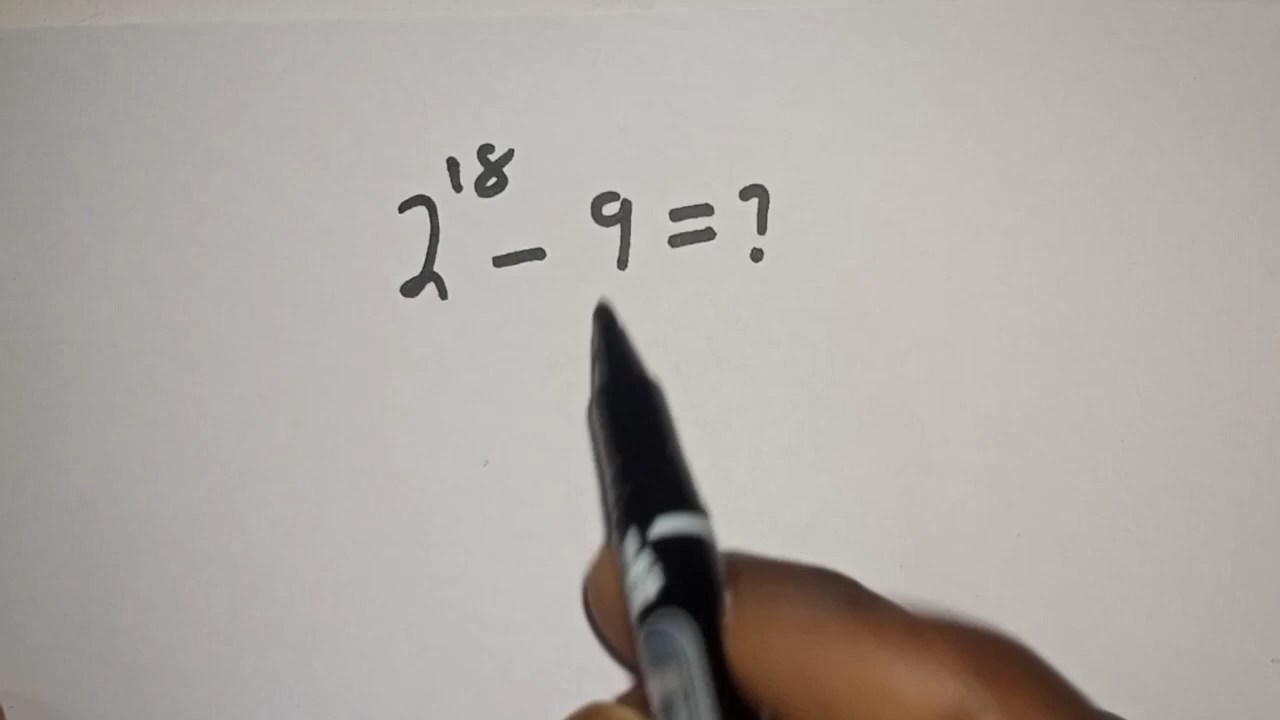 2¹⁸ - 9 = ?